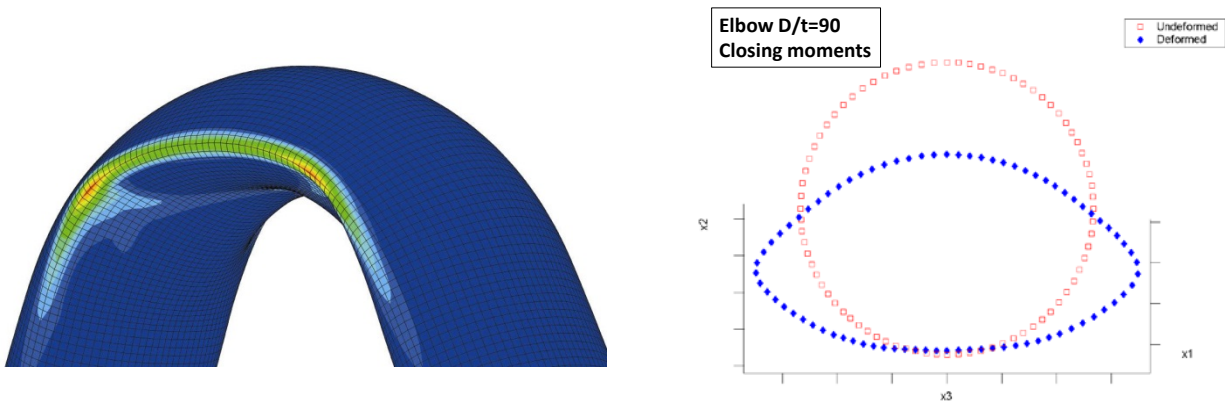 Elbow D/t=90
Closing moments
Undeformed
Deformed
x2
x1
x3